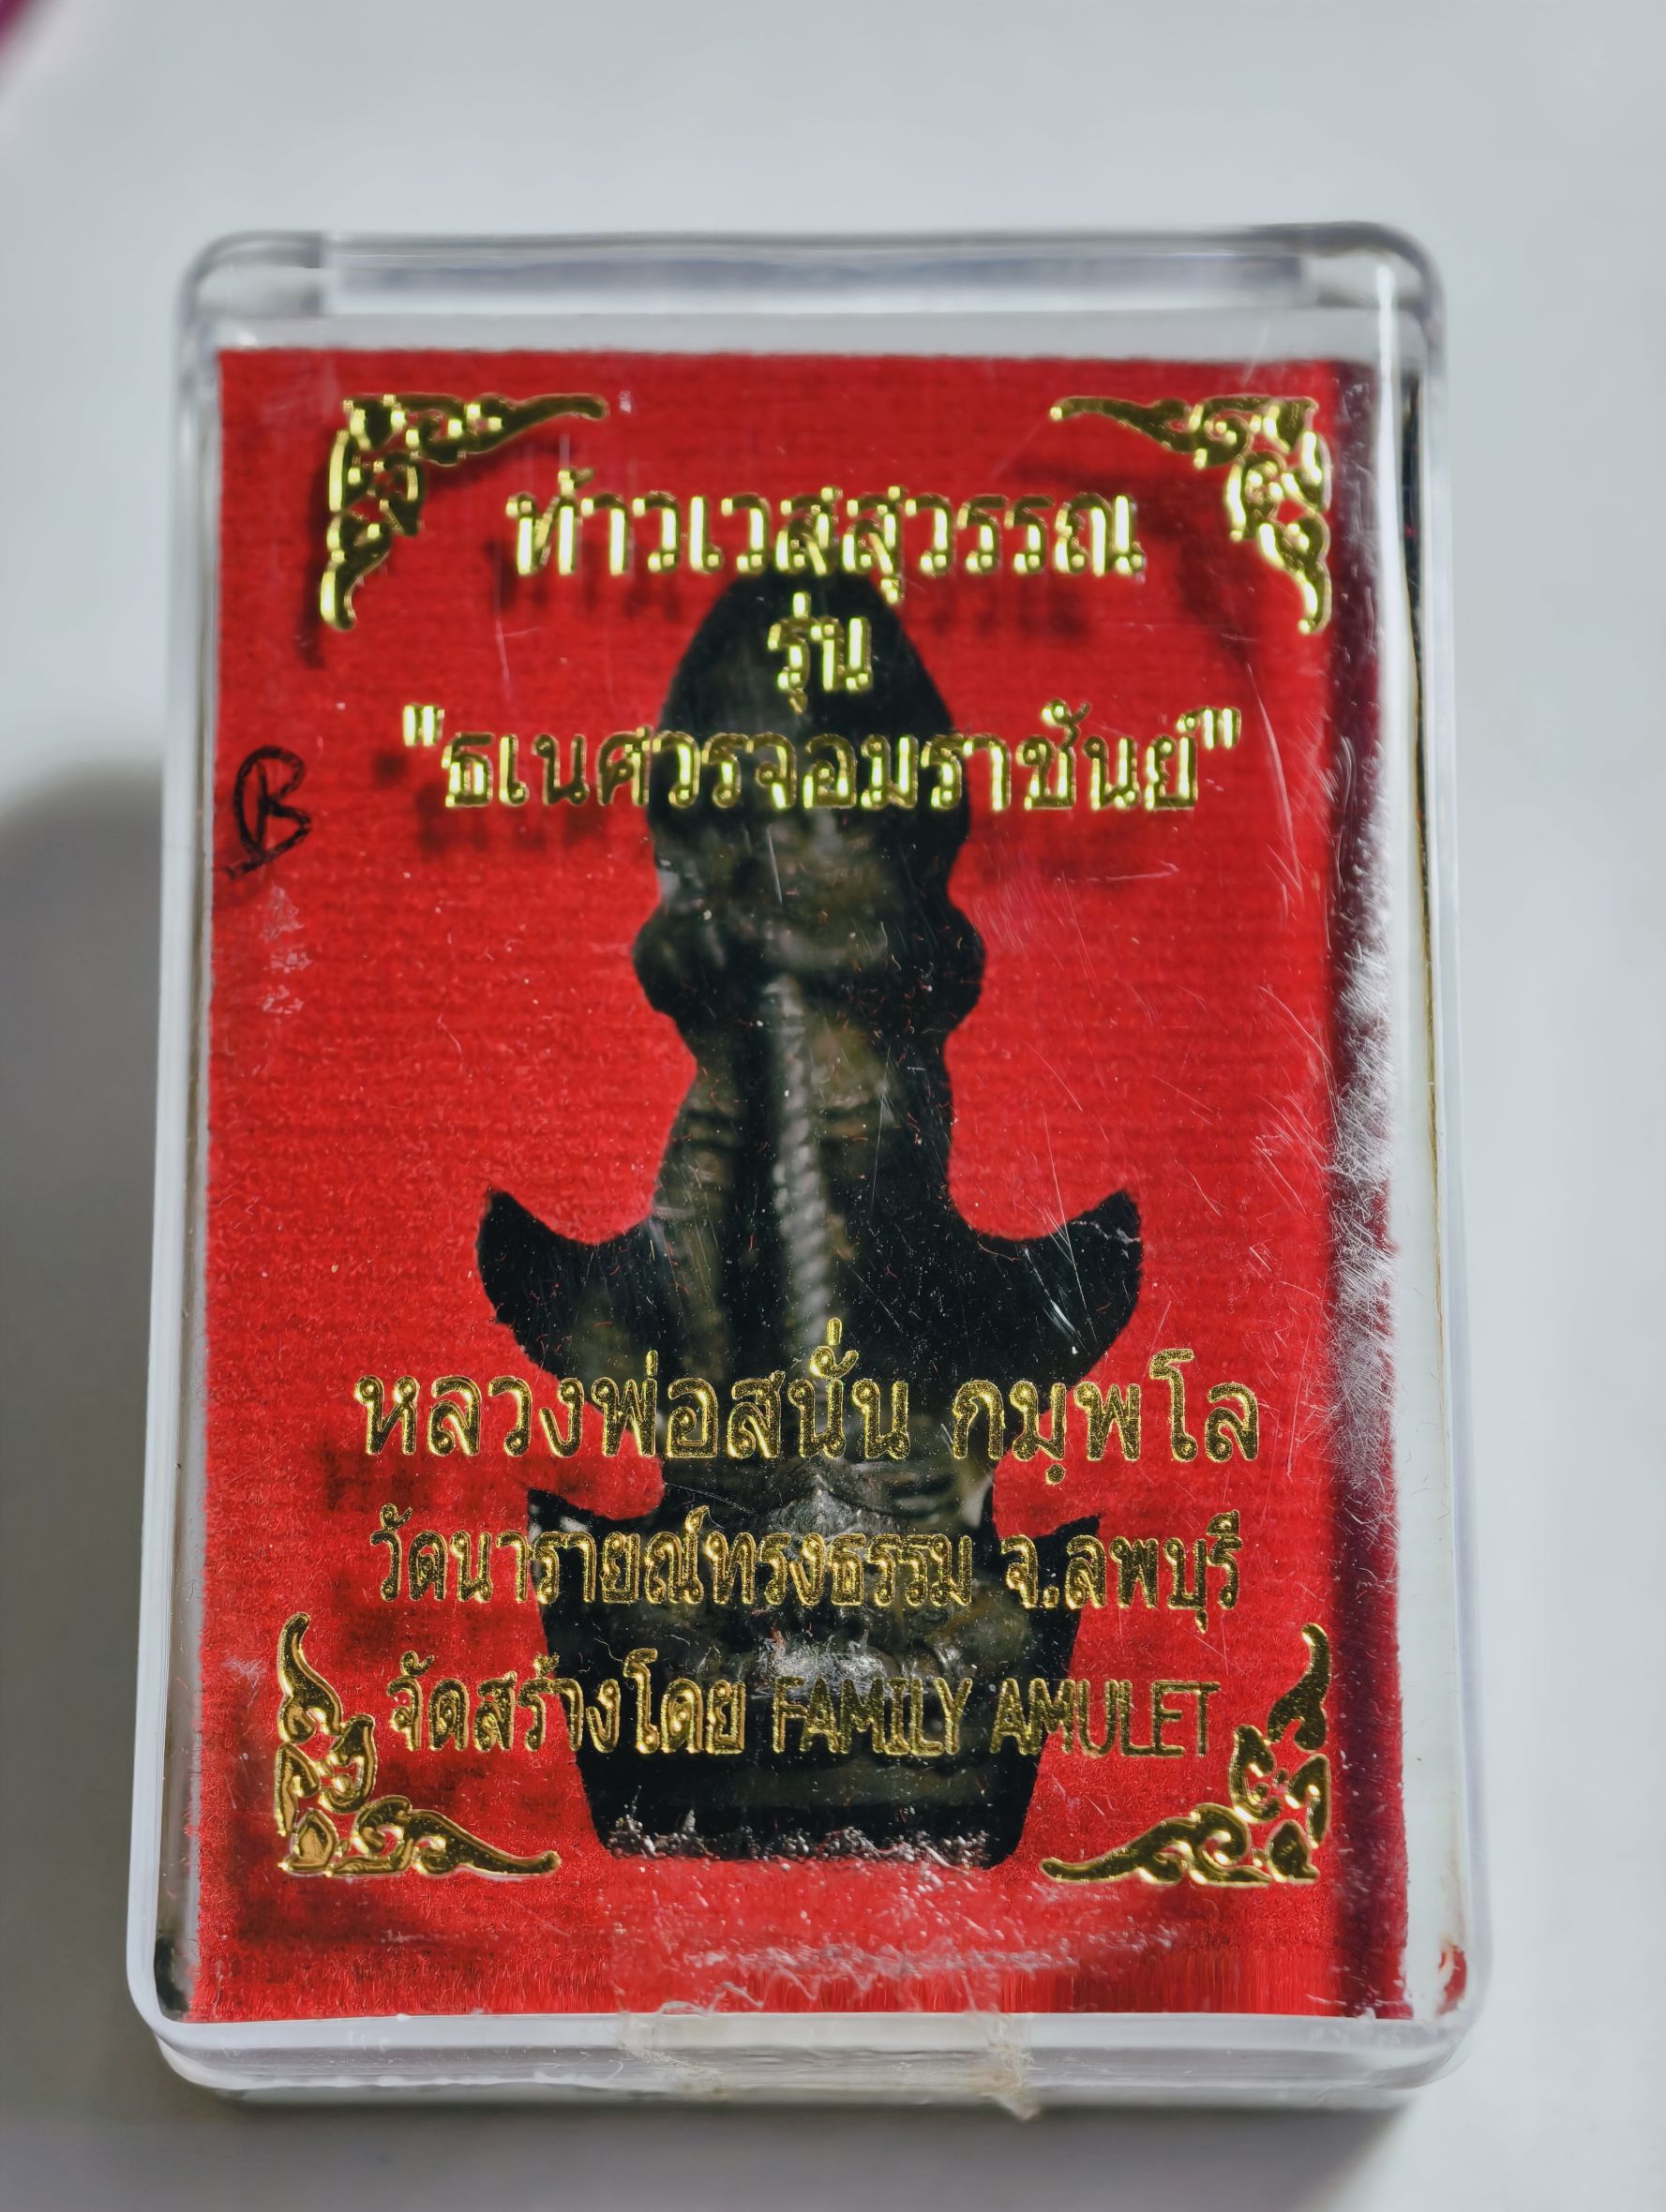 ท้าวเวสสุวรรณ
รุ่น
"ธเนศวรจอมราชันย์"
B
หลวงพ่อสนั่น กมฺพโล
วัดนารายณ์ทรงธรรม จ.ลพบุรี
จัดสร้างโดย FAMILY AMULET